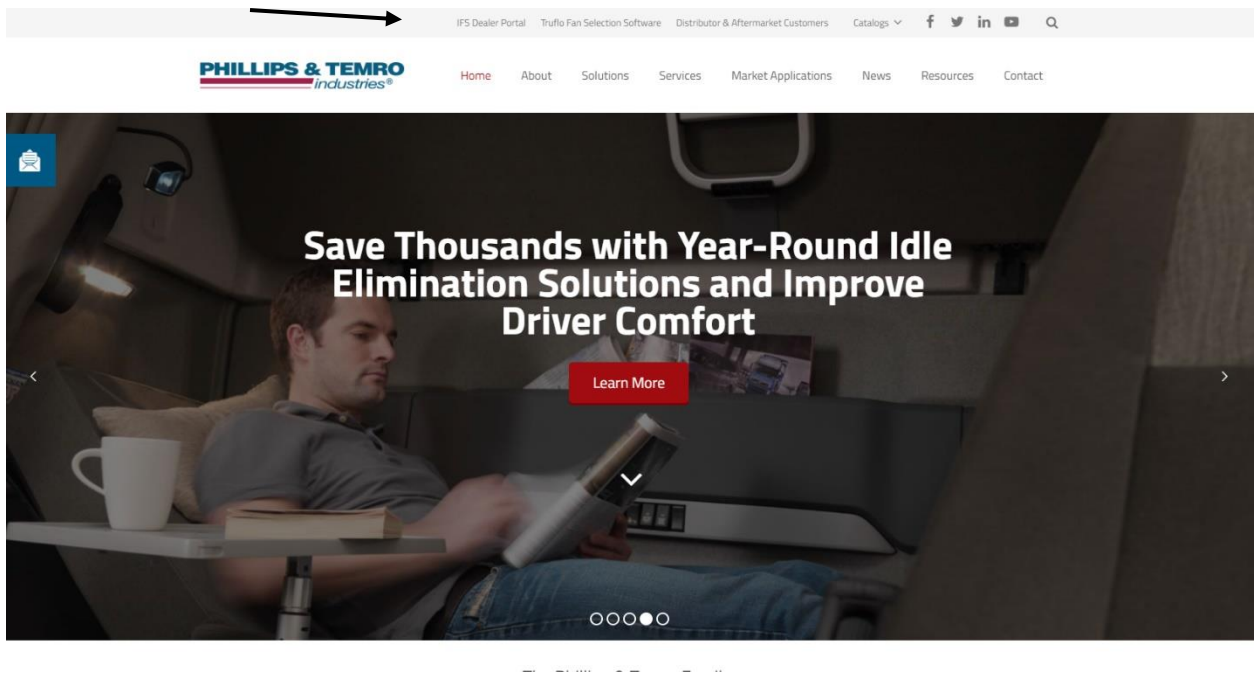 IFS Dealer Portal Truflo Fan Selection Software Distributor & Aftermarket Customers Catalogs
PHILLIPS & TEMRO
industries®
Home About Solutions Services Market Applications News Resources Contact
Save Thousands with Year-Round Idle
Elimination Solutions and Improve
Driver Comfort
Learn More